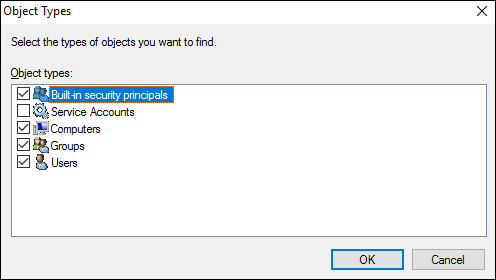 Object Types
Select the types of objects you want to find.
Object types:
Built-in security principals
Service Accounts
Computers
Groups
Users
OK
Cancel